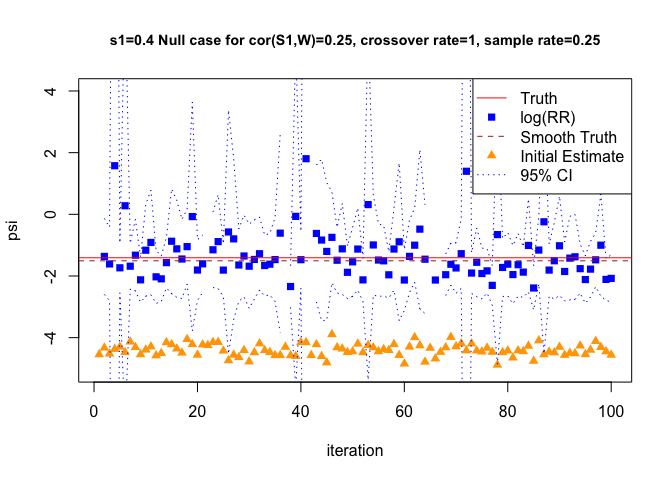 s1=0.4 Null case for cor(S1,W)=0.25, crossover rate=1, sample rate=0.25
Truth
log(RR)
Smooth Truth
Initial Estimate
95% CI
psi
4
2
0
-2
-4
0 20 40 60 80 100
iteration